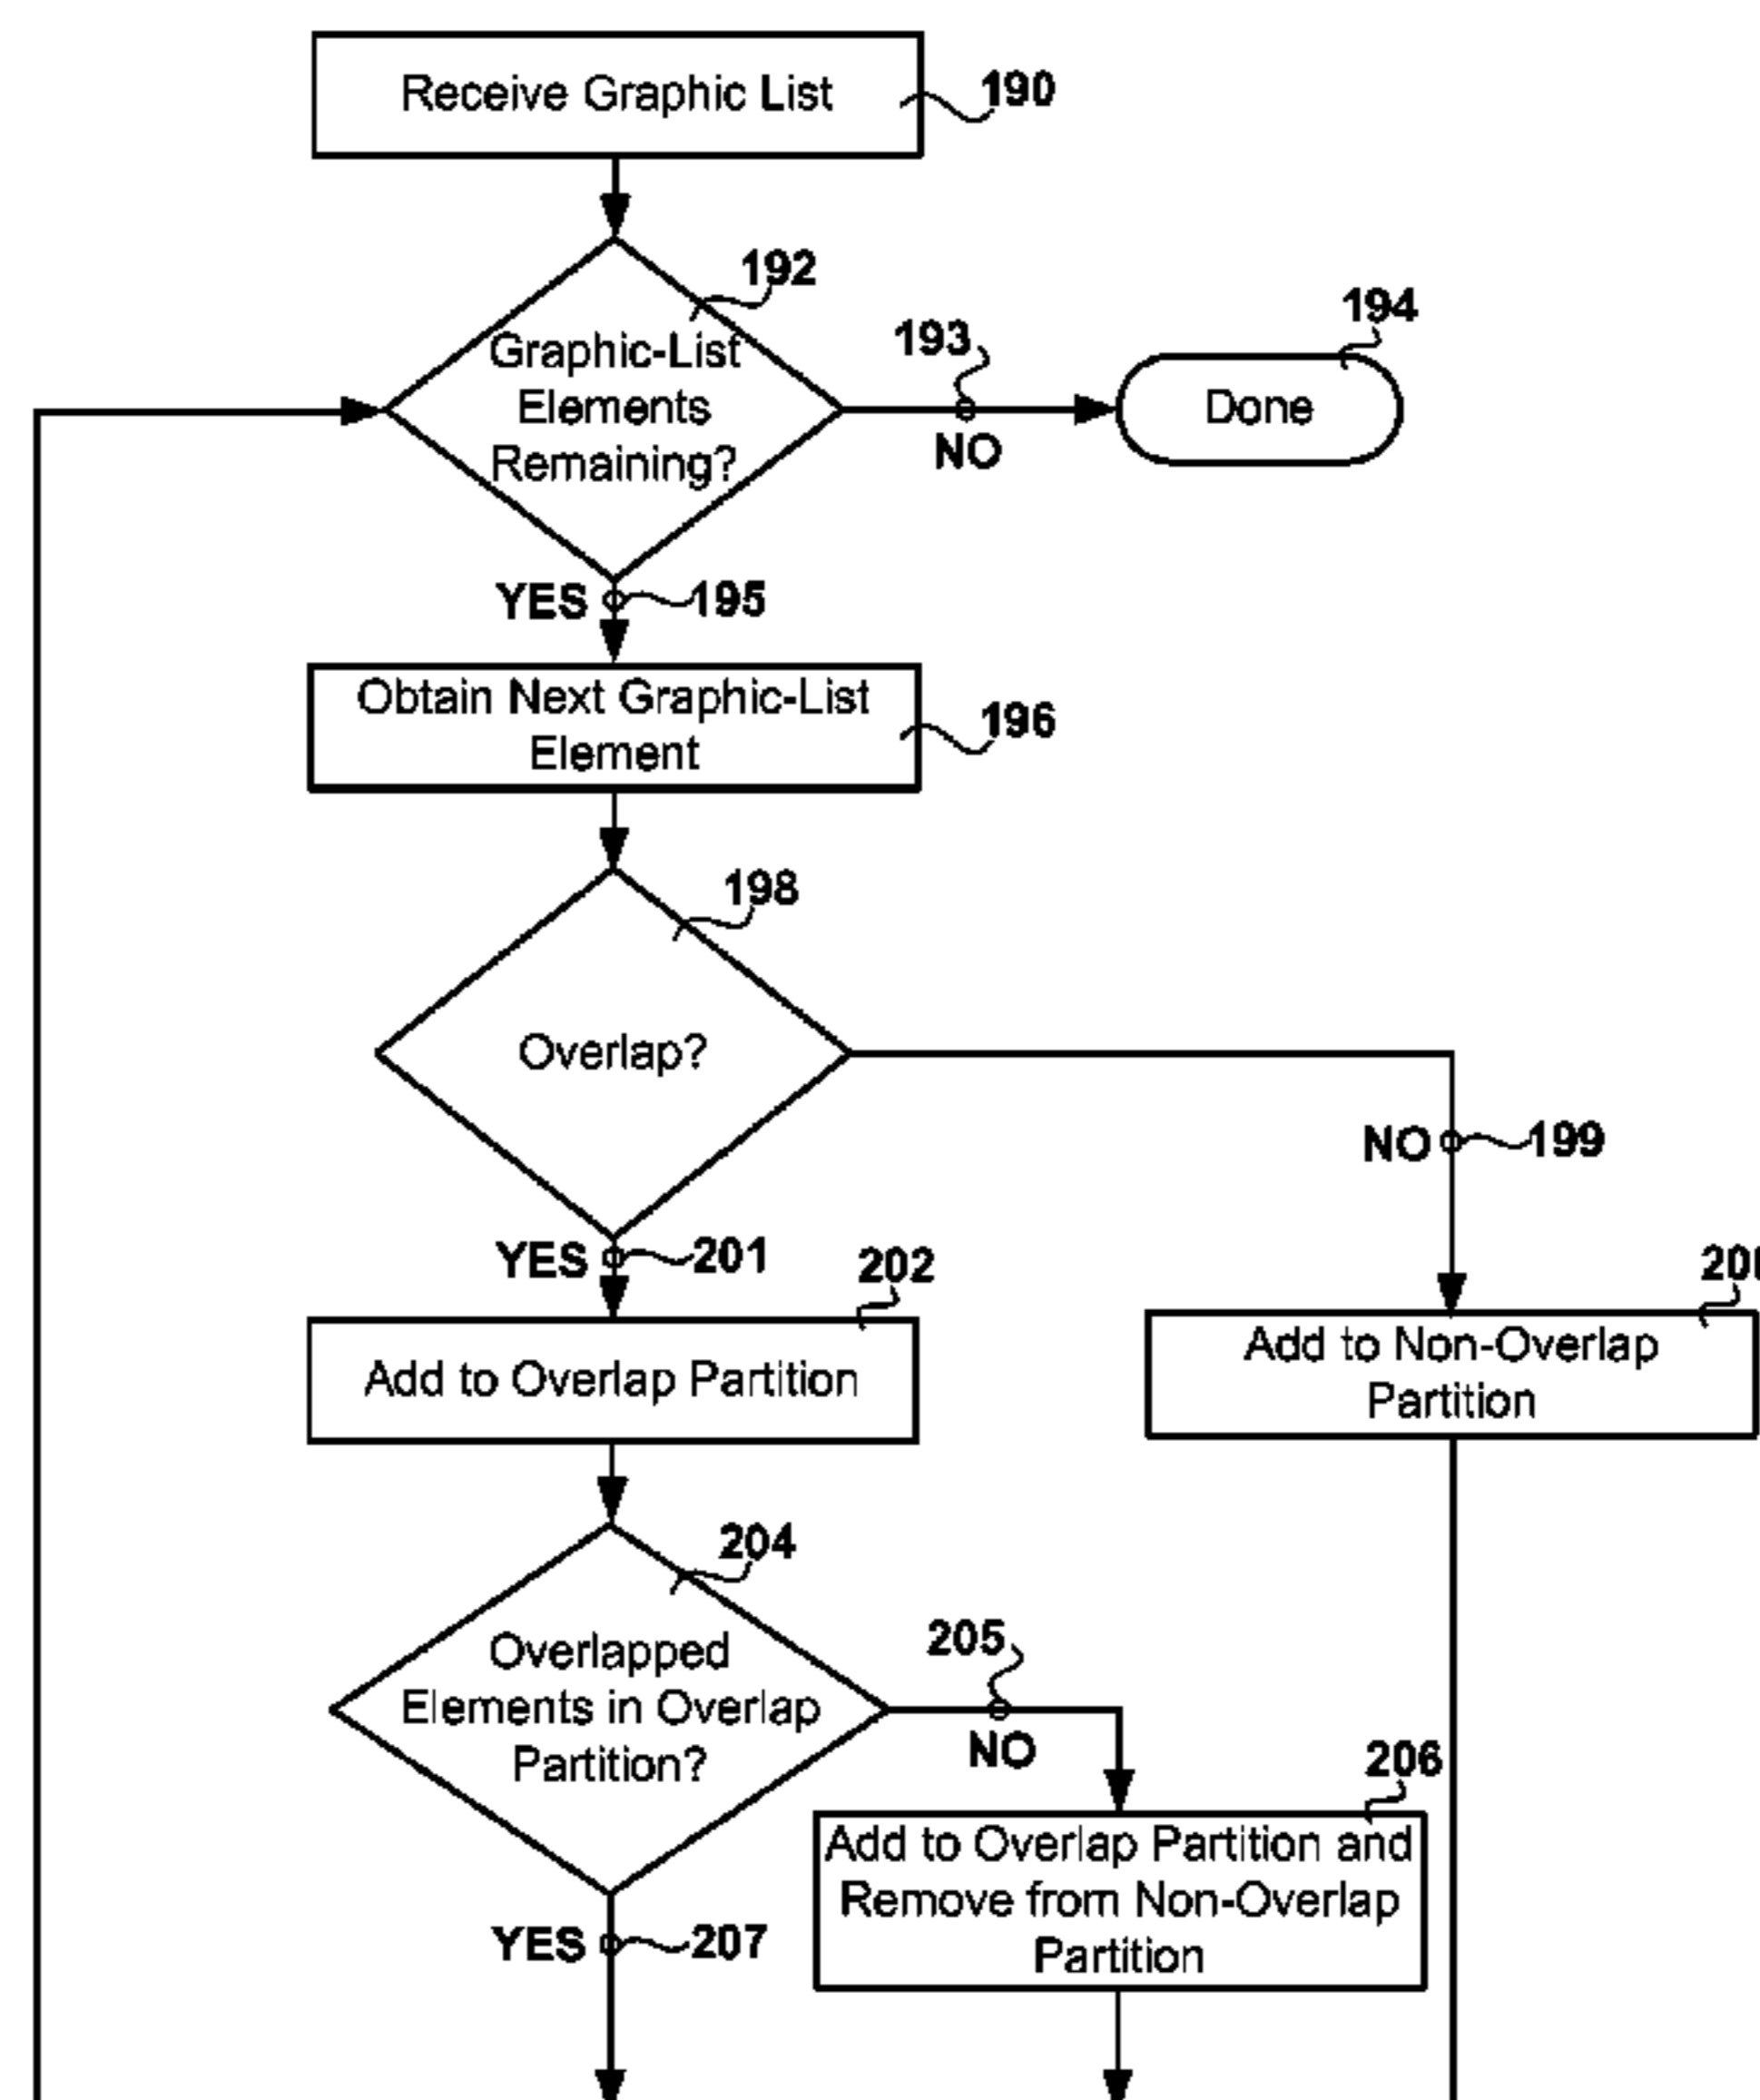 Receive Graphic List
190
192
Graphic-List
Elements
Remaining?
193
NO
194
Done
YES
195
Obtain Next Graphic-List
Element
196
198
Overlap?
NO
199
YES
201
202
Add to Overlap Partition
Add to Non-Overlap
Partition
204
Overlapped
Elements in Overlap
Partition?
205
NO
206
Add to Overlap Partition and
Remove from Non-Overlap
Partition
YES
207